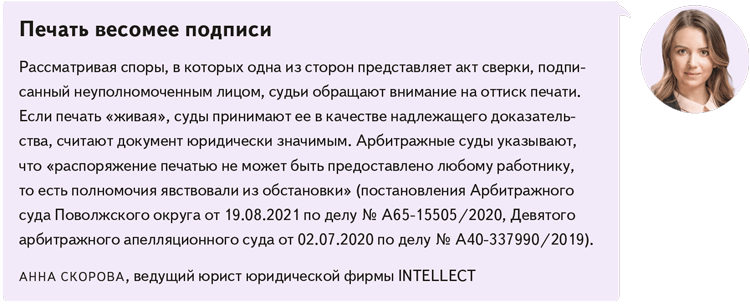 Печать весомее подписи
Рассматривая споры, в которых одна из сторон представляет акт сверки, подпи-
санный неуполномоченным лицом, судьи обращают внимание на оттиск печати.
Если печать «живая», суды принимают ее в качестве надлежащего доказатель-
ства, считают документ юридически значимым. Арбитражные суды указывают,
что «распоряжение печатью не может быть предоставлено любому работнику,
то есть полномочия явствовали из обстановки» (постановления Арбитражного
суда Поволжского округа от 19.08.2021 по делу № А65-15505/2020, Девятого
арбитражного апелляционного суда от 02.07.2020 по делу № А40-337990/2019).
АННА СКОРОВА, ведущий юрист юридической фирмы INTELLECT